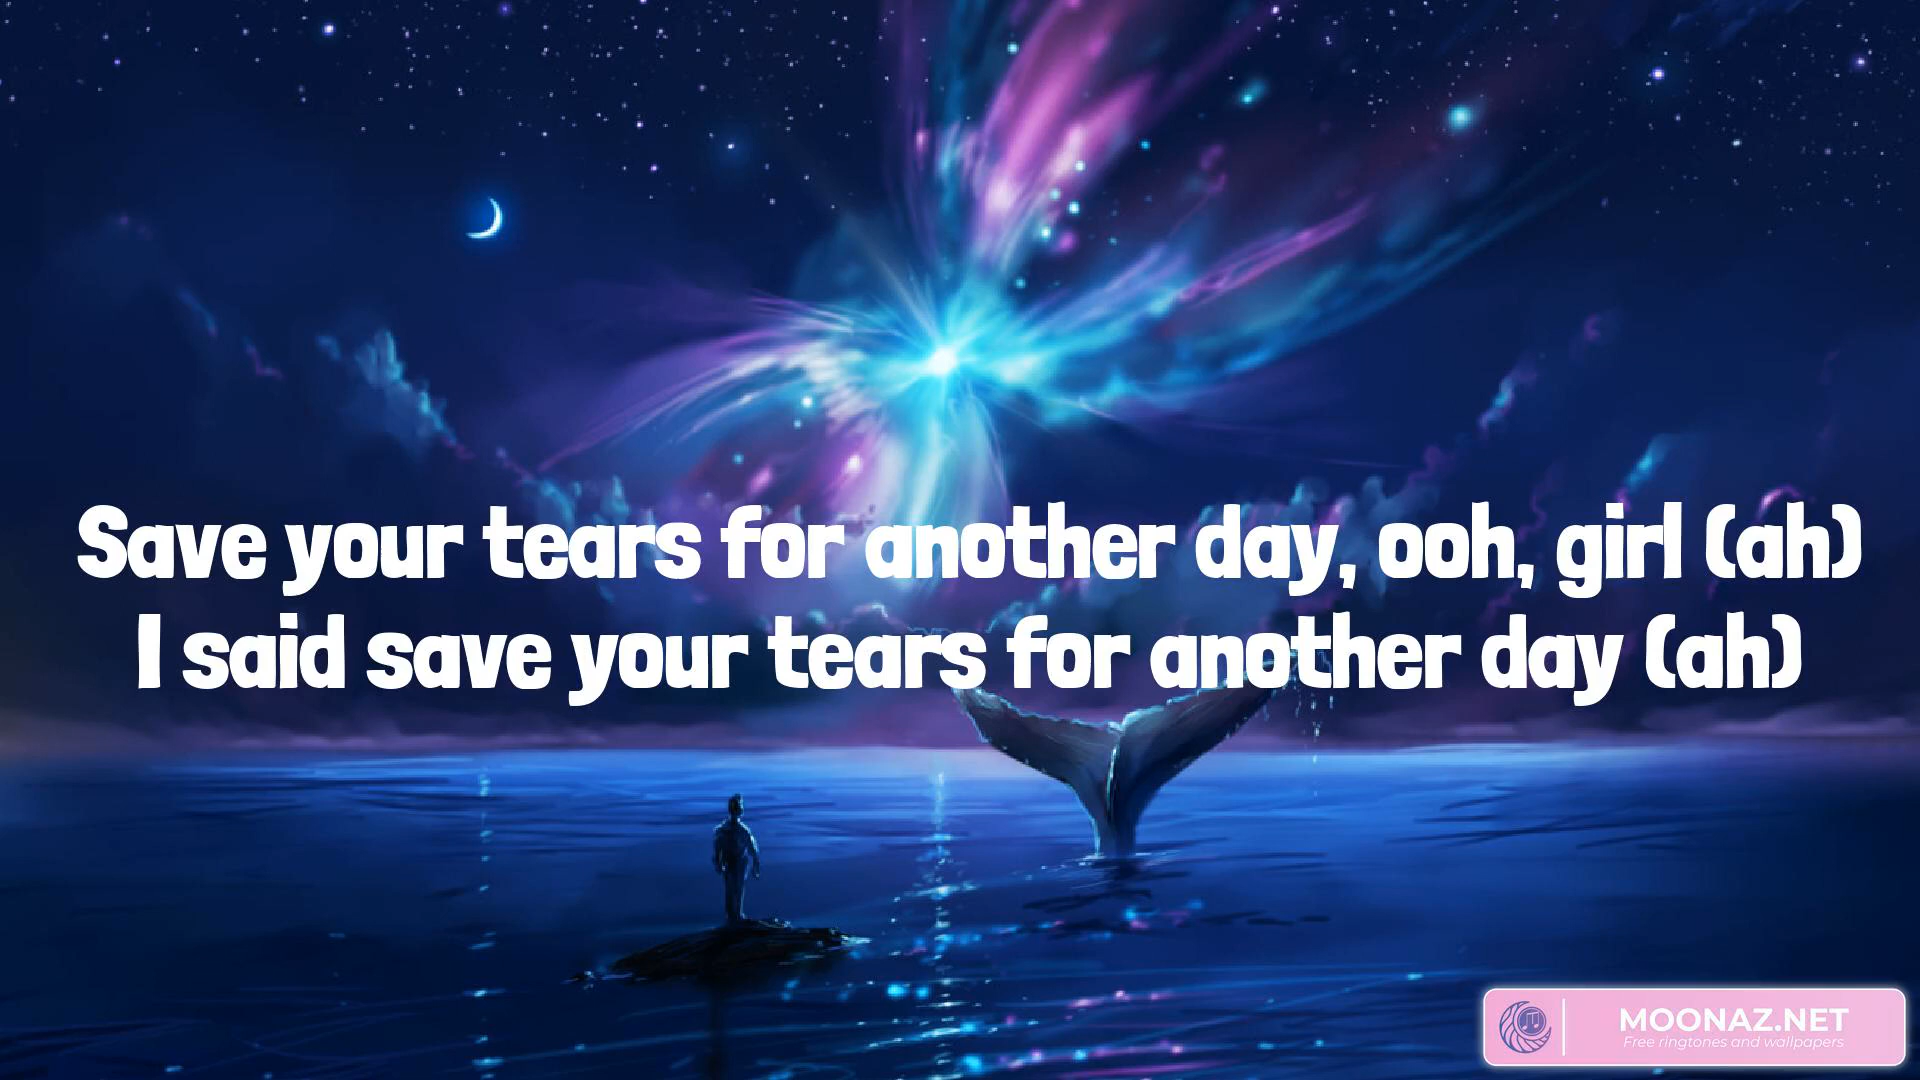 Save your tears for another day, ooh, girl (ah)
I said save your tears for another day (ah)
MOONAZ.NET
Free ringtones and wallpapers